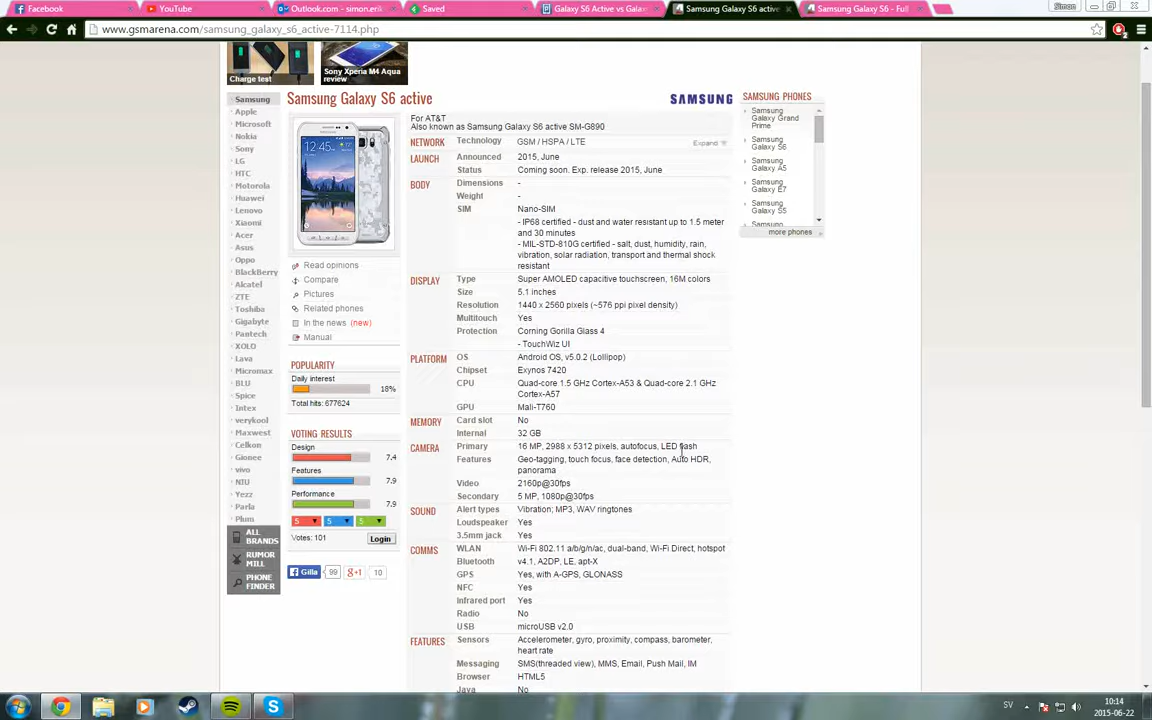 Facebook
YouTube
Outlook.com - simon.erik
Saved
Galaxy S6 Active vs Gala
Samsung Galaxy S6 active
Samsung Galaxy S6 - Full
Simon
www.gsmarena.com/samsung_galaxy_s6_active-7114.php
Charge test
Sony Xperia M4 Aqua
review
Samsung
Apple
Microsoft
Nokia
Sony
LG
HTC
Motorola
Huawei
Lenovo
Xiaomi
Acer
Asus
Oppo
BlackBerry
Alcatel
ZTE
Toshiba
Gigabyte
Pantech
XOLO
Lava
Micromax
BLU
Spice
Intex
verykool
Maxwest
Celkon
Gionee
vivo
NIU
Yezz
Parla
Plum
ALL
BRANDS
RUMOR
MILL
PHONE
FINDER
Samsung Galaxy S6 active
SAMSUNG
12:45
Read opinions
Compare
Pictures
Related phones
In the news (new)
Manual
POPULARITY
Daily interest
16%
Total hits: 677624
VOTING RESULTS
Design
7.4
Features
7.9
Performance
7.9
5 5 5
Votes: 101
Login
Gilla 99 g+1 10
For AT&T
Also known as Samsung Galaxy S6 active SM-G890
NETWORK Technology GSM / HSPA / LTE Expand
LAUNCH Announced 2015, June
Status Coming soon. Exp. release 2015, June
BODY Dimensions -
Weight -
SIM Nano-SIM
- IP68 certified - dust and water resistant up to 1.5 meter
and 30 minutes
- MIL-STD-810G certified - salt, dust, humidity, rain,
vibration, solar radiation, transport and thermal shock
resistant
DISPLAY Type Super AMOLED capacitive touchscreen, 16M colors
Size 5.1 inches
Resolution 1440 x 2560 pixels (~576 ppi pixel density)
Multitouch Yes
Protection Corning Gorilla Glass 4
- TouchWiz UI
PLATFORM OS Android OS, v5.0.2 (Lollipop)
Chipset Exynos 7420
CPU Quad-core 1.5 GHz Cortex-A53 & Quad-core 2.1 GHz
Cortex-A57
GPU Mali-T760
MEMORY Card slot No
Internal 32 GB
CAMERA Primary 16 MP, 2988 x 5312 pixels, autofocus, LED flash
Features Geo-tagging, touch focus, face detection, Auto HDR,
panorama
Video 2160p@30fps
Secondary 5 MP, 1080p@30fps
SOUND Alert types Vibration; MP3, WAV ringtones
Loudspeaker Yes
3.5mm jack Yes
COMMS WLAN Wi-Fi 802.11 a/b/g/n/ac, dual-band, Wi-Fi Direct, hotspot
Bluetooth v4.1, A2DP, LE, apt-X
GPS Yes, with A-GPS, GLONASS
NFC Yes
Infrared port Yes
Radio No
USB microUSB v2.0
FEATURES Sensors Accelerometer, gyro, proximity, compass, barometer,
heart rate
Messaging SMS(threaded view), MMS, Email, Push Mail, IM
Browser HTML5
Java No
SAMSUNG PHONES
Samsung
Galaxy Grand
Prime
Samsung
Galaxy S6
Samsung
Galaxy A5
Samsung
Galaxy E7
Samsung
Galaxy S5
Samsung
more phones
SV
10:14
2015-06-22